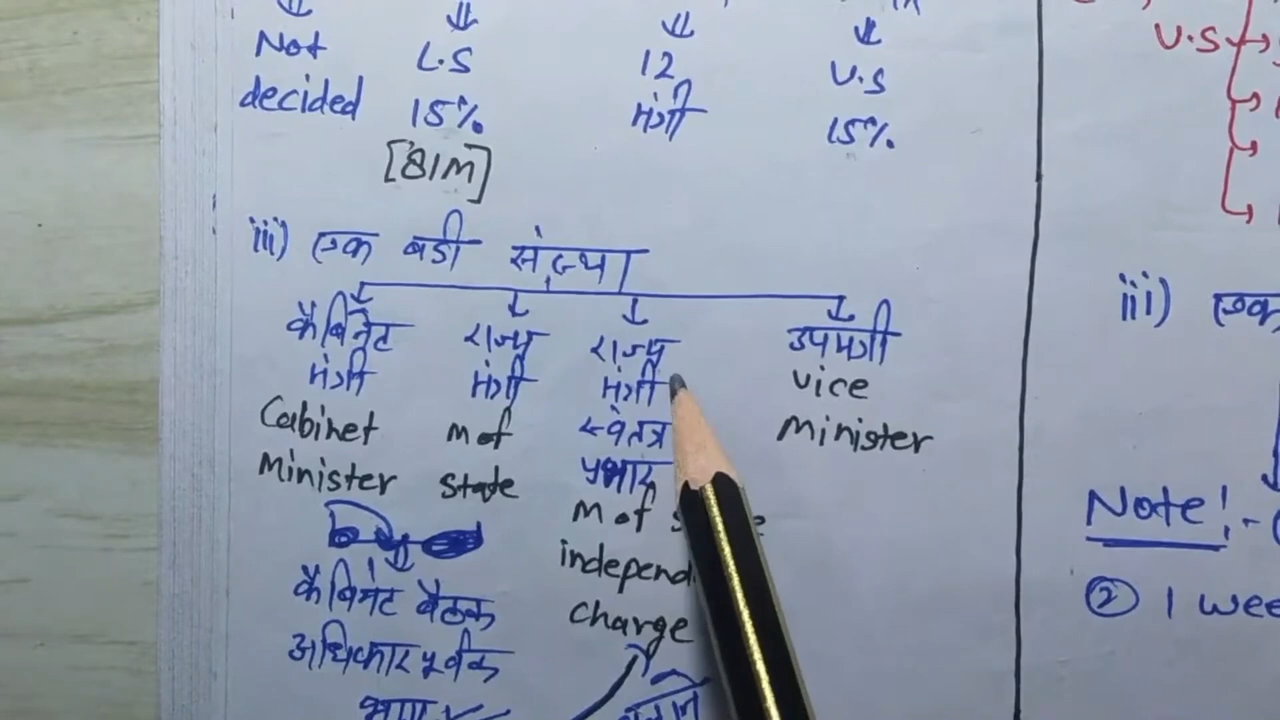 Not decided
L.S 15% [81M]
12 मंत्री
U.S 15%
iii) एक बडी संस्था
कैबिनेट मंत्री
Cabinet Minister
राज्य मंत्री
M of state
राज्य मंत्री स्वतंत्र प्रभार
M of
independ
charge
उपमंत्री
Vice Minister
कैबिनेट बैठक
अधिकार पूर्वक
भाग
U.S
iii) एक
Note!:-
② 1 wee